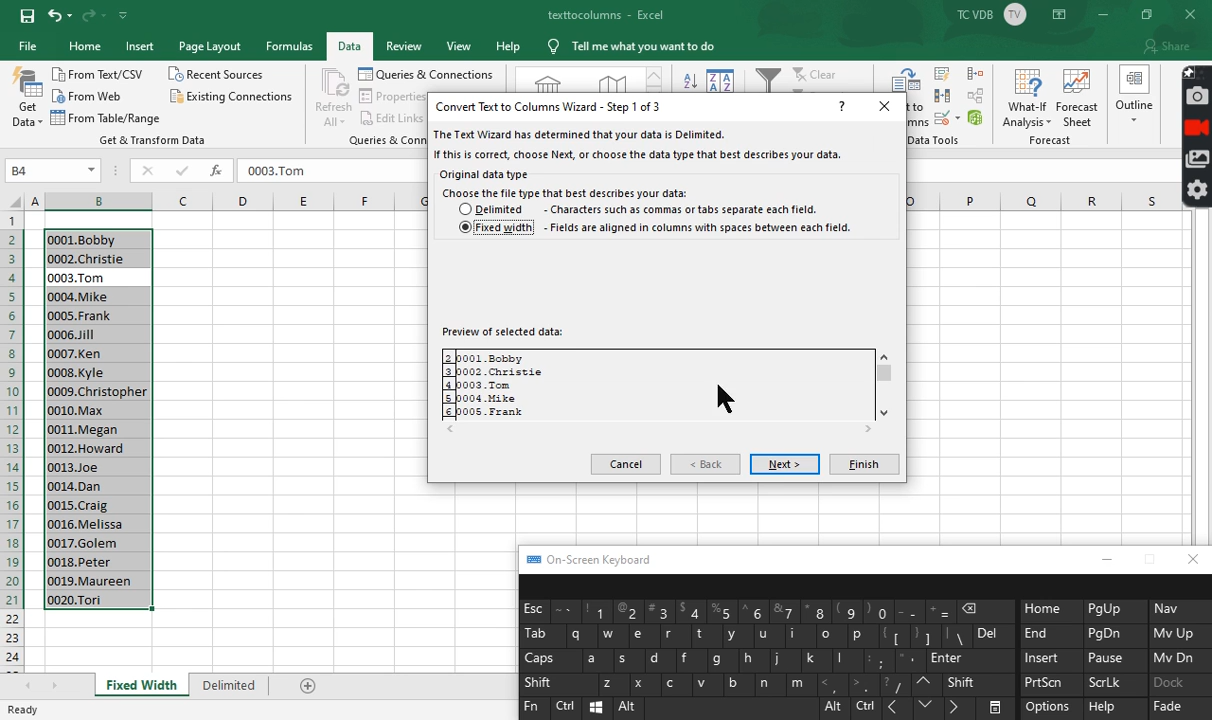 texttocolumns - Excel
TC VDB TV
File Home Insert Page Layout Formulas Data Review View Help Tell me what you want to do Share
Get Data
From Text/CSV
From Web
From Table/Range
Recent Sources
Existing Connections
Get & Transform Data
Refresh All
Queries & Connections
Properties
Edit Links
Queries & Conn
Clear
to
mns
Data Tools
What-If Analysis
Forecast Sheet
Forecast
Outline
B4 fx 0003.Tom
A B C D E F G O P Q R S
1
2 0001.Bobby
3 0002.Christie
4 0003.Tom
5 0004.Mike
6 0005.Frank
7 0006.Jill
8 0007.Ken
9 0008.Kyle
10 0009.Christopher
11 0010.Max
12 0011.Megan
13 0012.Howard
14 0013.Joe
15 0014.Dan
16 0015.Craig
17 0016.Melissa
18 0017.Golem
19 0018.Peter
20 0019.Maureen
21 0020.Tori
22
23
24
Fixed Width Delimited
Ready
Convert Text to Columns Wizard - Step 1 of 3 ?
The Text Wizard has determined that your data is Delimited.
If this is correct, choose Next, or choose the data type that best describes your data.
Original data type
Choose the file type that best describes your data:
Delimited - Characters such as commas or tabs separate each field.
Fixed width - Fields are aligned in columns with spaces between each field.
Preview of selected data:
2 0001.Bobby
3 0002.Christie
4 0003.Tom
5 0004.Mike
6 0005.Frank
Cancel < Back Next > Finish
On-Screen Keyboard
Esc ~ ` ! 1 @ 2 # 3 $ 4 % 5 ^ 6 & 7 * 8 ( 9 ) 0 _ - + = Home PgUp Nav
Tab q w e r t y u i o p { [ } ] | \ Del End PgDn Mv Up
Caps a s d f g h j k l : ; " ' Enter Insert Pause Mv Dn
Shift z x c v b n m < , > . ? / Shift PrtScn ScrLk Dock
Fn Ctrl Alt Alt Ctrl Options Help Fade